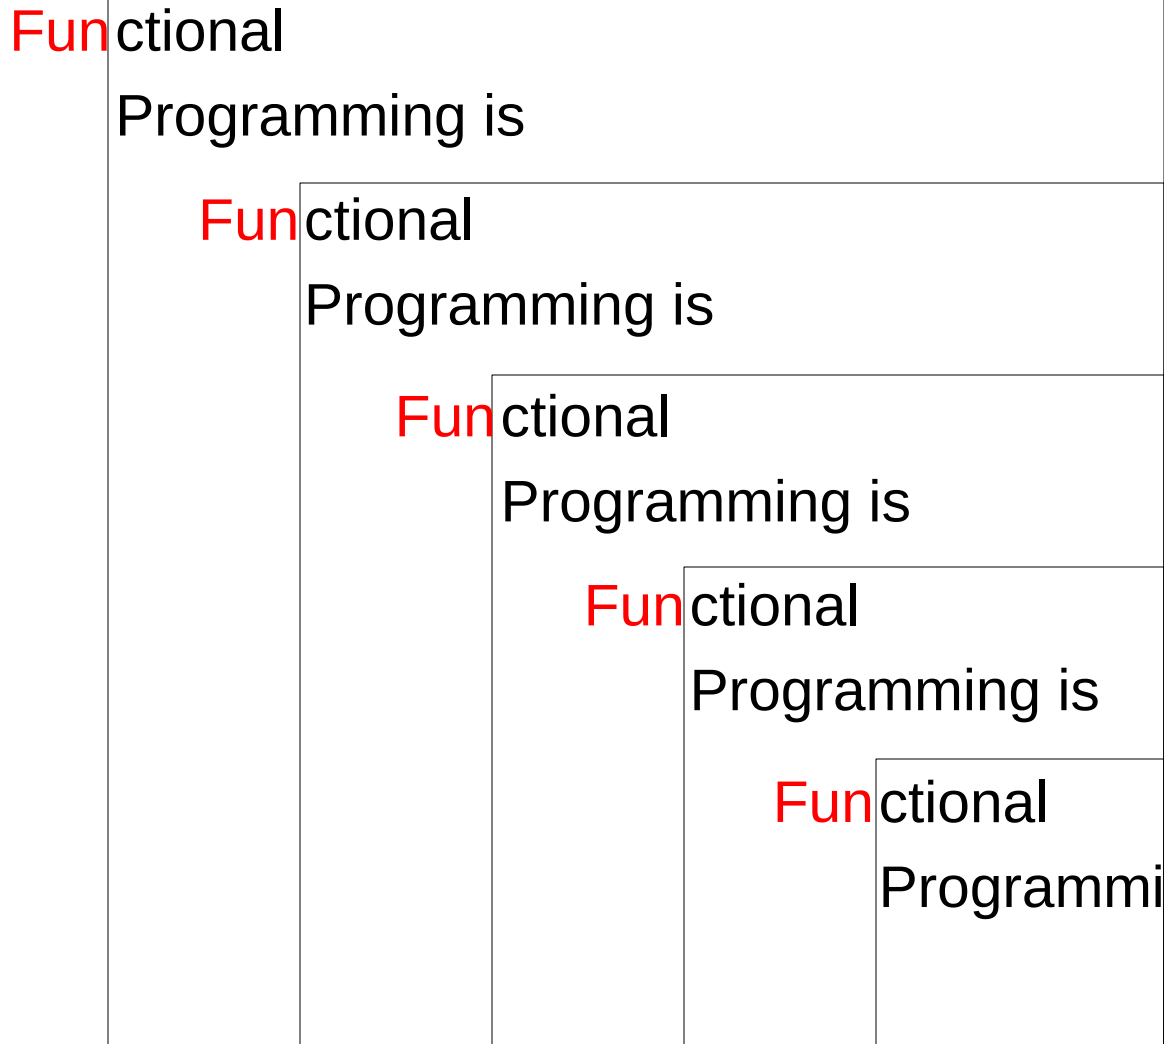 Functional
Programming is
Functional
Programming is
Functional
Programming is
Functional
Programming is
Functional
Programmi